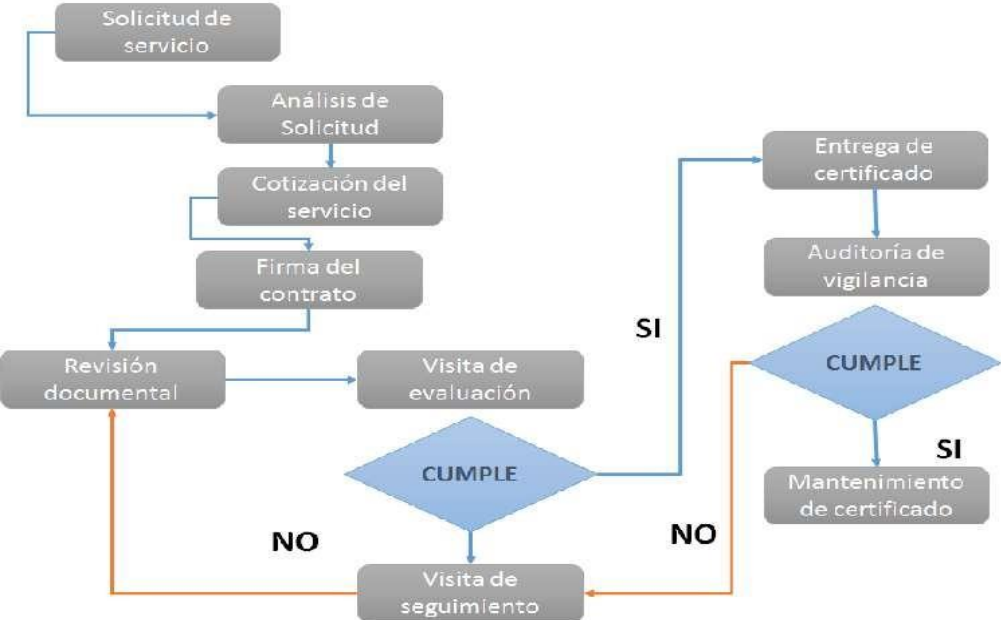 Solicitud de
servicio
Análisis de
Solicitud
Cotización del
servicio
Firma del
contrato
Revisión
documental
Visita de
evaluación
CUMPLE
NO
Visita de
seguimiento
SI
Entrega de
certificado
Auditoría de
vigilancia
CUMPLE
SI
NO
Mantenimiento
de certificado